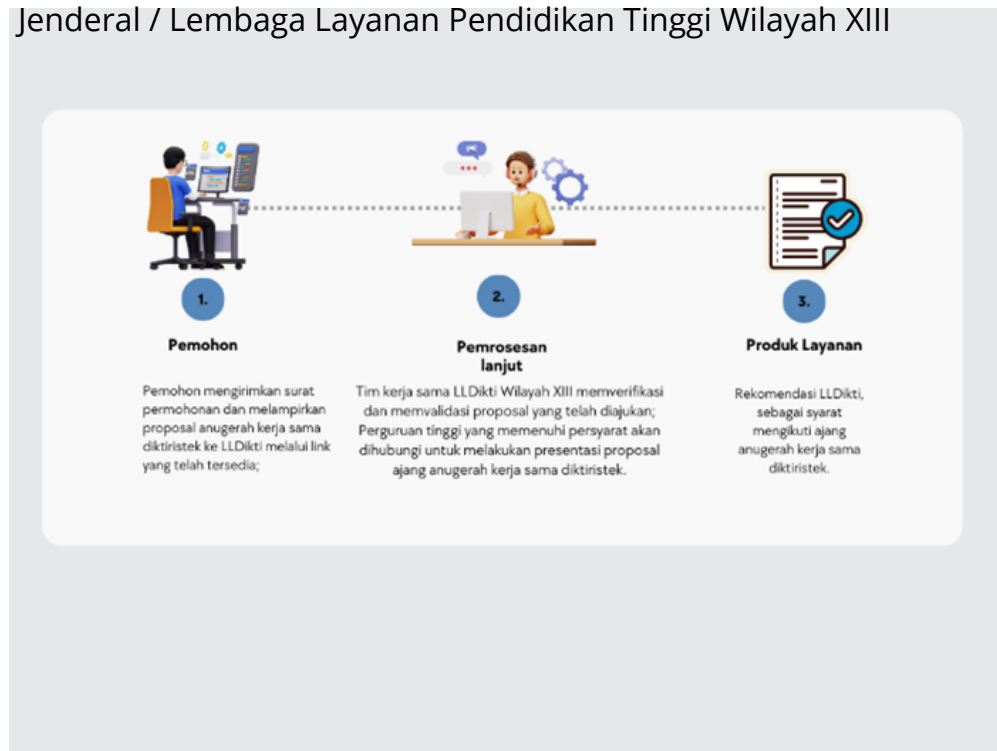 Jenderal / Lembaga Layanan Pendidikan Tinggi Wilayah XIII
1.
Pemohon
Pemohon mengirimkan surat
permohonan dan melampirkan
proposal anugerah kerja sama
diktiristek ke LLDikti melalui link
yang telah tersedia;
2.
Pemrosesan
lanjut
Tim kerja sama LLDikti Wilayah XIII memverifikasi
dan memvalidasi proposal yang telah diajukan;
Perguruan tinggi yang memenuhi persyarat akan
dihubungi untuk melakukan presentasi proposal
ajang anugerah kerja sama diktiristek.
3.
Produk Layanan
Rekomendasi LLDikti,
sebagai syarat
mengikuti ajang
anugerah kerja sama
diktiristek.